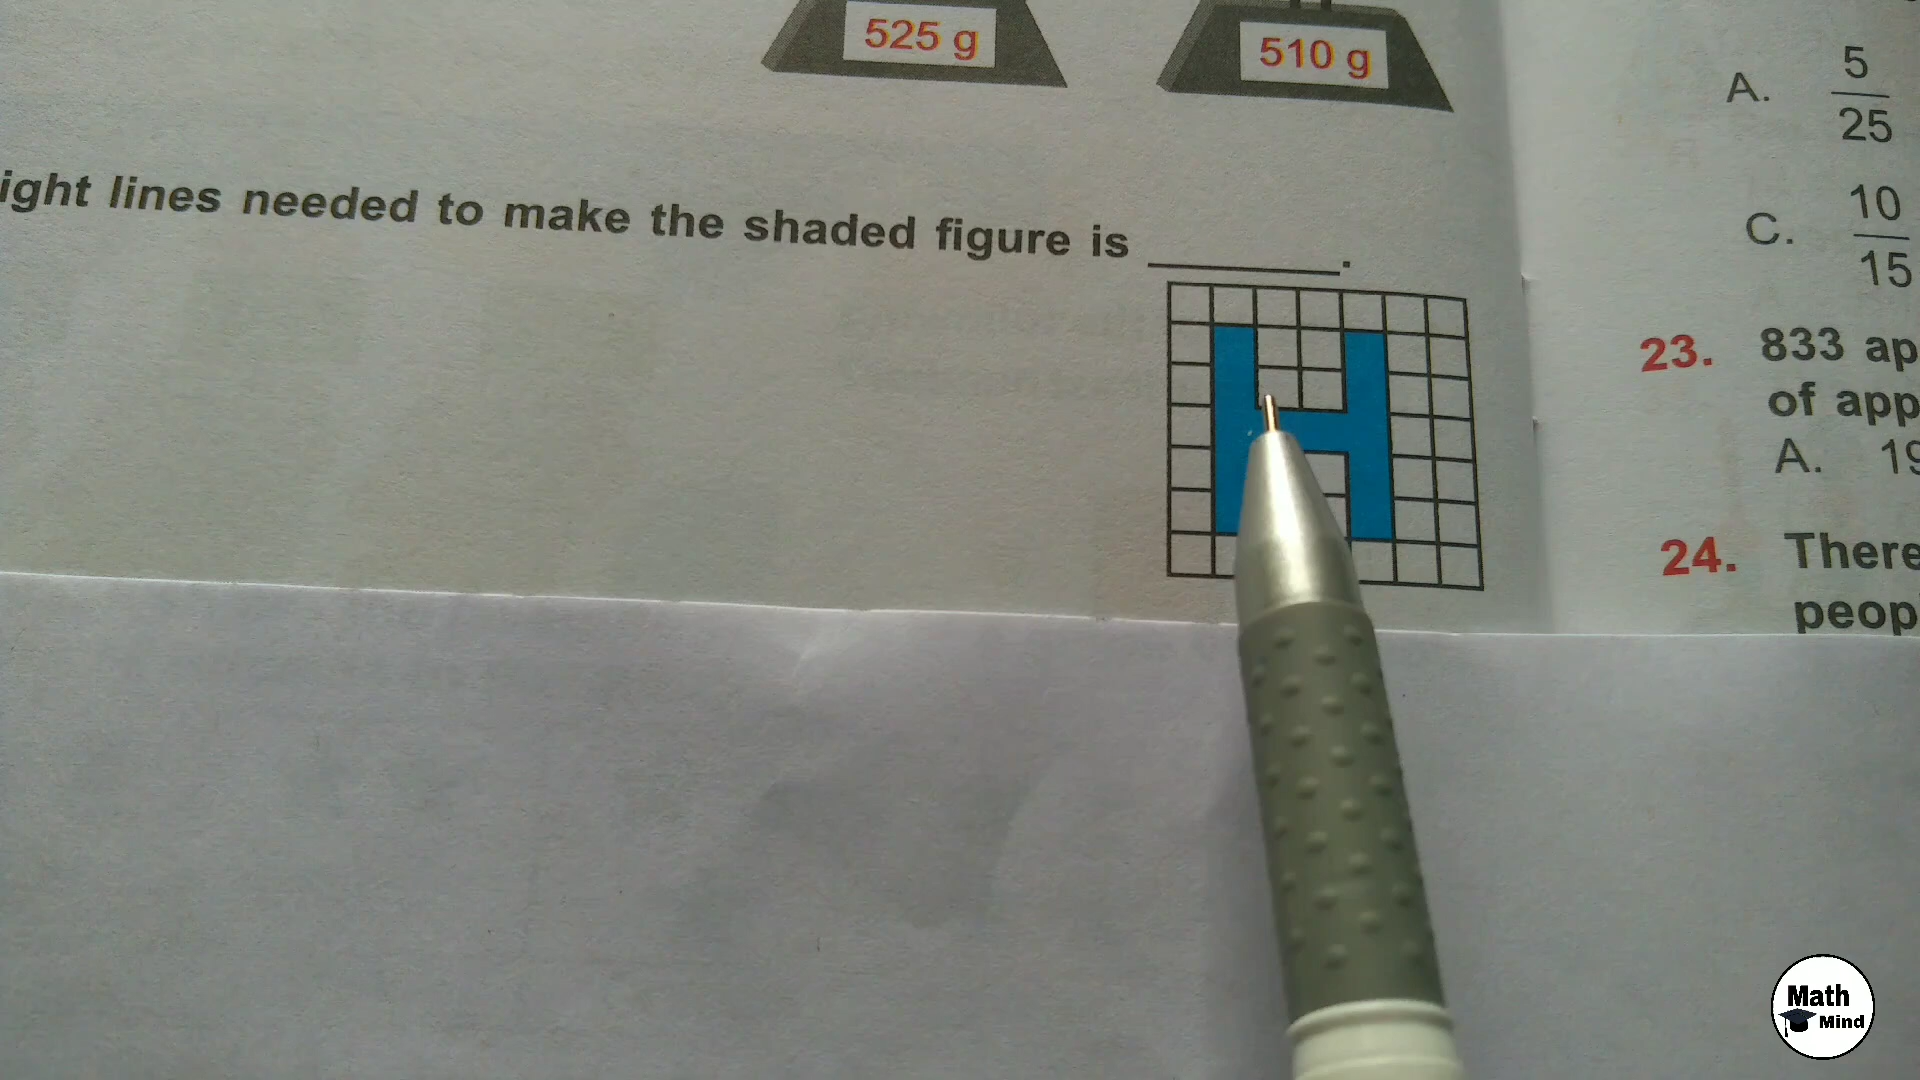 525 g
510 g
ight lines needed to make the shaded figure is ________.
A. 5/25
C. 10/15
23. 833 ap
of app
A. 19
24. There
peop
Math
Mind